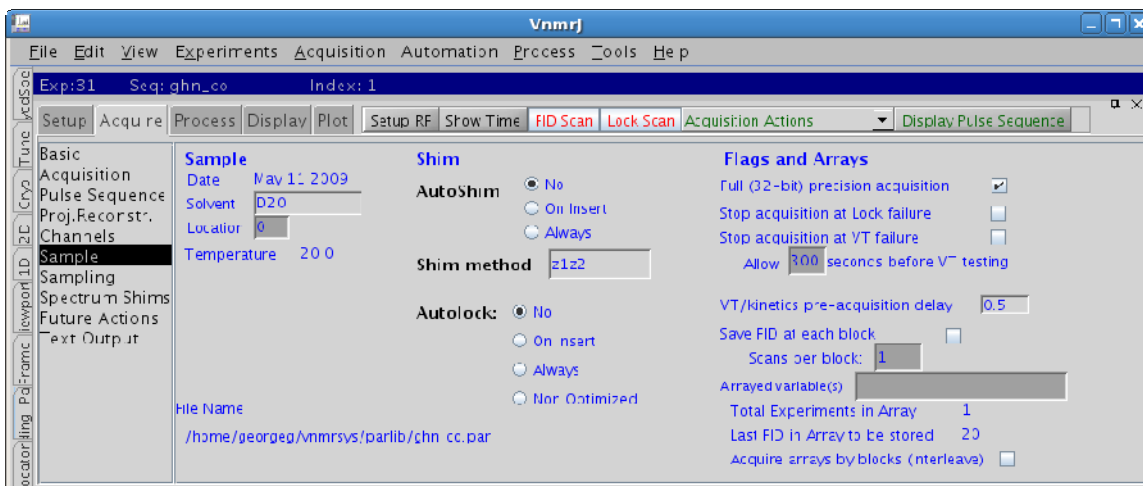 VnmrJ
File Edit View Experiments Acquisition Automation Process Tools Help
Exp:31 Seq: ghn_co Index: 1
Setup Acquire Process Display Plot Setup RF Show Time FID Scan Lock Scan Acquisition Actions Display Pulse Sequence
Tune
Cryo
2D
1D
Frame
Basic
Acquisition
Pulse Sequence
Proj.Reconstr.
Channels
Sample
Sampling
Spectrum Shims
Future Actions
Text Output
Sample
Date May 11 2009
Solvent D2O
Location 0
Temperature 20.0
File Name
/home/georgeg/vnmrsys/parlib/ghn_co.par
Shim
AutoShim
No
On Insert
Always
Shim method z1z2
Autolock: No
On Insert
Always
Non Optimized
Flags and Arrays
Full (32-bit) precision acquisition
Stop acquisition at Lock failure
Stop acquisition at VT failure
Allow 300 seconds before VT testing
VT/kinetics pre-acquisition delay 0.5
Save FID at each block
Scans per block: 1
Arrayed variable(s)
Total Experiments in Array 1
Last FID in Array to be stored 20
Acquire arrays by blocks (interleave)